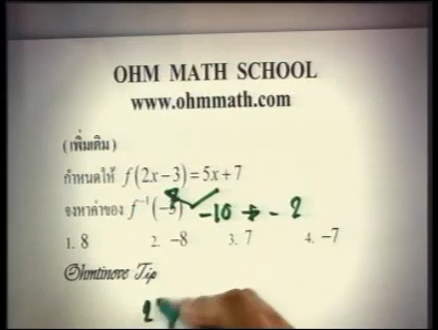 OHM MATH SCHOOL
www.ohmmath.com
(เพิ่มเติม)
กำหนดให้ f(2x-3)=5x+7
จงหาค่าของ f⁻¹(-3) -10 → -2
1. 8 2. -8 3. 7 4. -7
Ohmtinove Tip
2